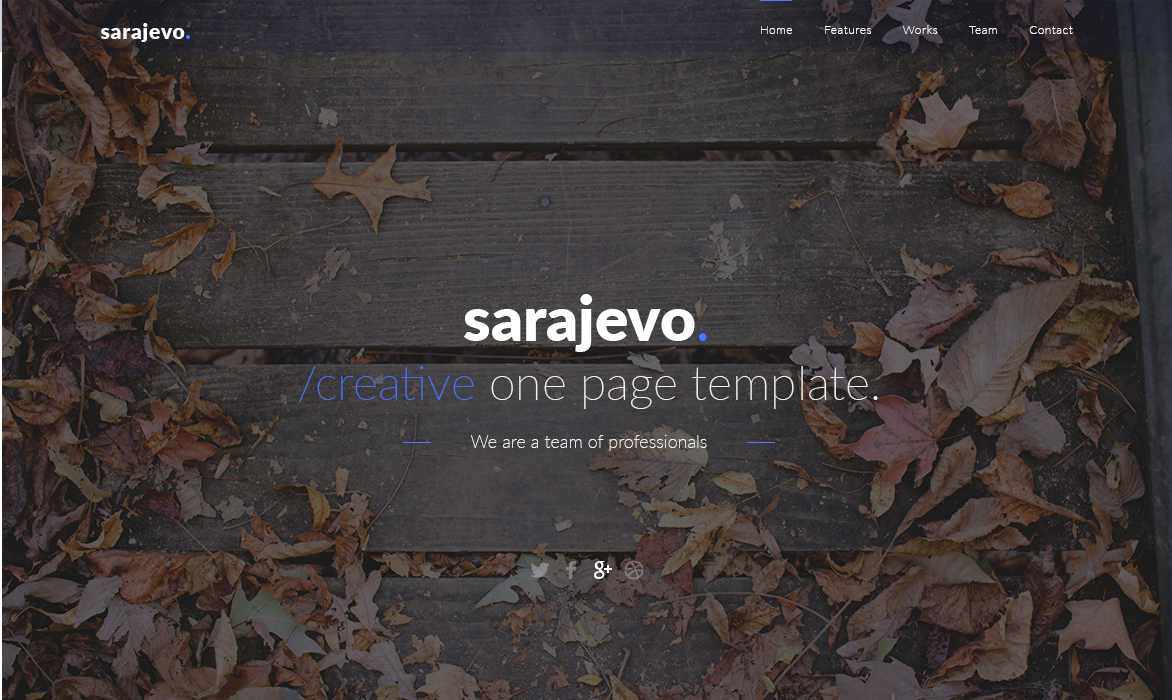 sarajevo.
Home Features Works Team Contact
sarajevo.
/creative one page template.
We are a team of professionals
g+